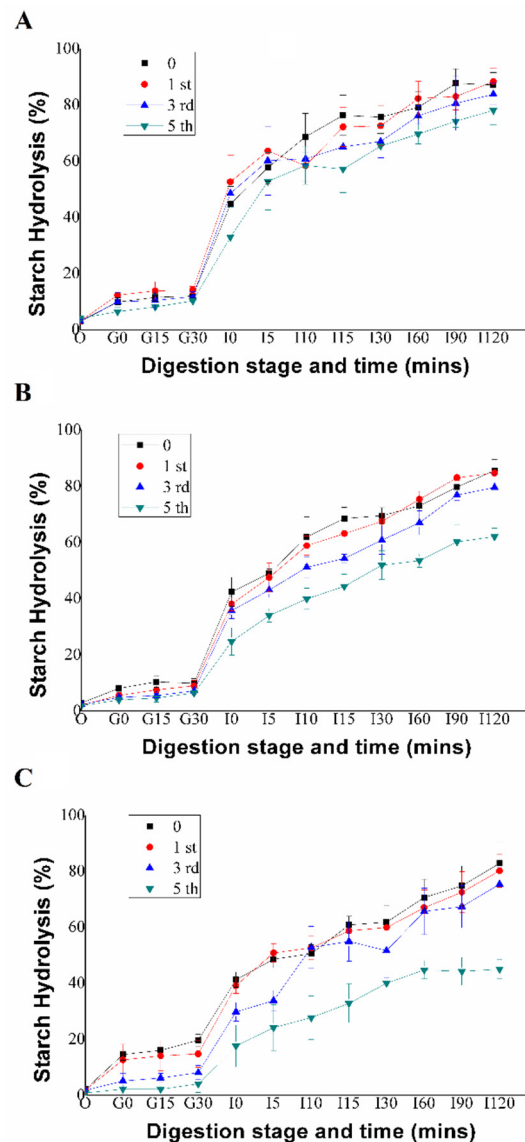 A
100
80
60
40
20
0
Starch Hydrolysis (%)
0
1 st
3 rd
5 th
O G0 G15 G30 I0 I5 I10 I15 I30 I60 I90 I120
Digestion stage and time (mins)
B
100
80
60
40
20
0
Starch Hydrolysis (%)
0
1 st
3 rd
5 th
O G0 G15 G30 I0 I5 I10 I15 I30 I60 I90 I120
Digestion stage and time (mins)
C
100
80
60
40
20
0
Starch Hydrolysis (%)
0
1 st
3 rd
5 th
O G0 G15 G30 I0 I5 I10 I15 I30 I60 I90 I120
Digestion stage and time (mins)